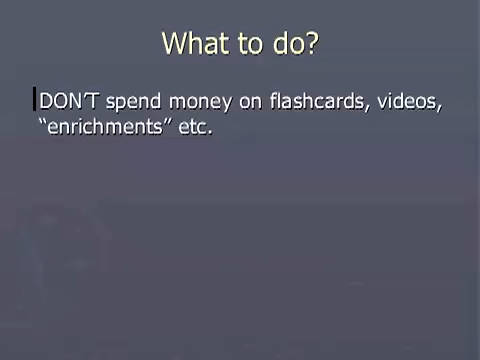 What to do?
DON’T spend money on flashcards, videos,
“enrichments” etc.